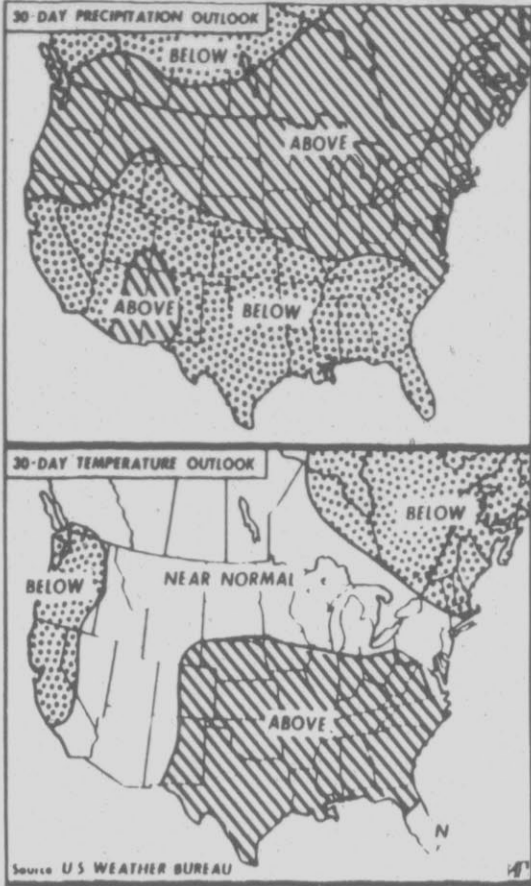 30-DAY PRECIPITATION OUTLOOK
BELOW
ABOVE
ABOVE
BELOW
30-DAY TEMPERATURE OUTLOOK
BELOW
BELOW
NEAR NORMAL
ABOVE
N
Source U S WEATHER BUREAU
AP